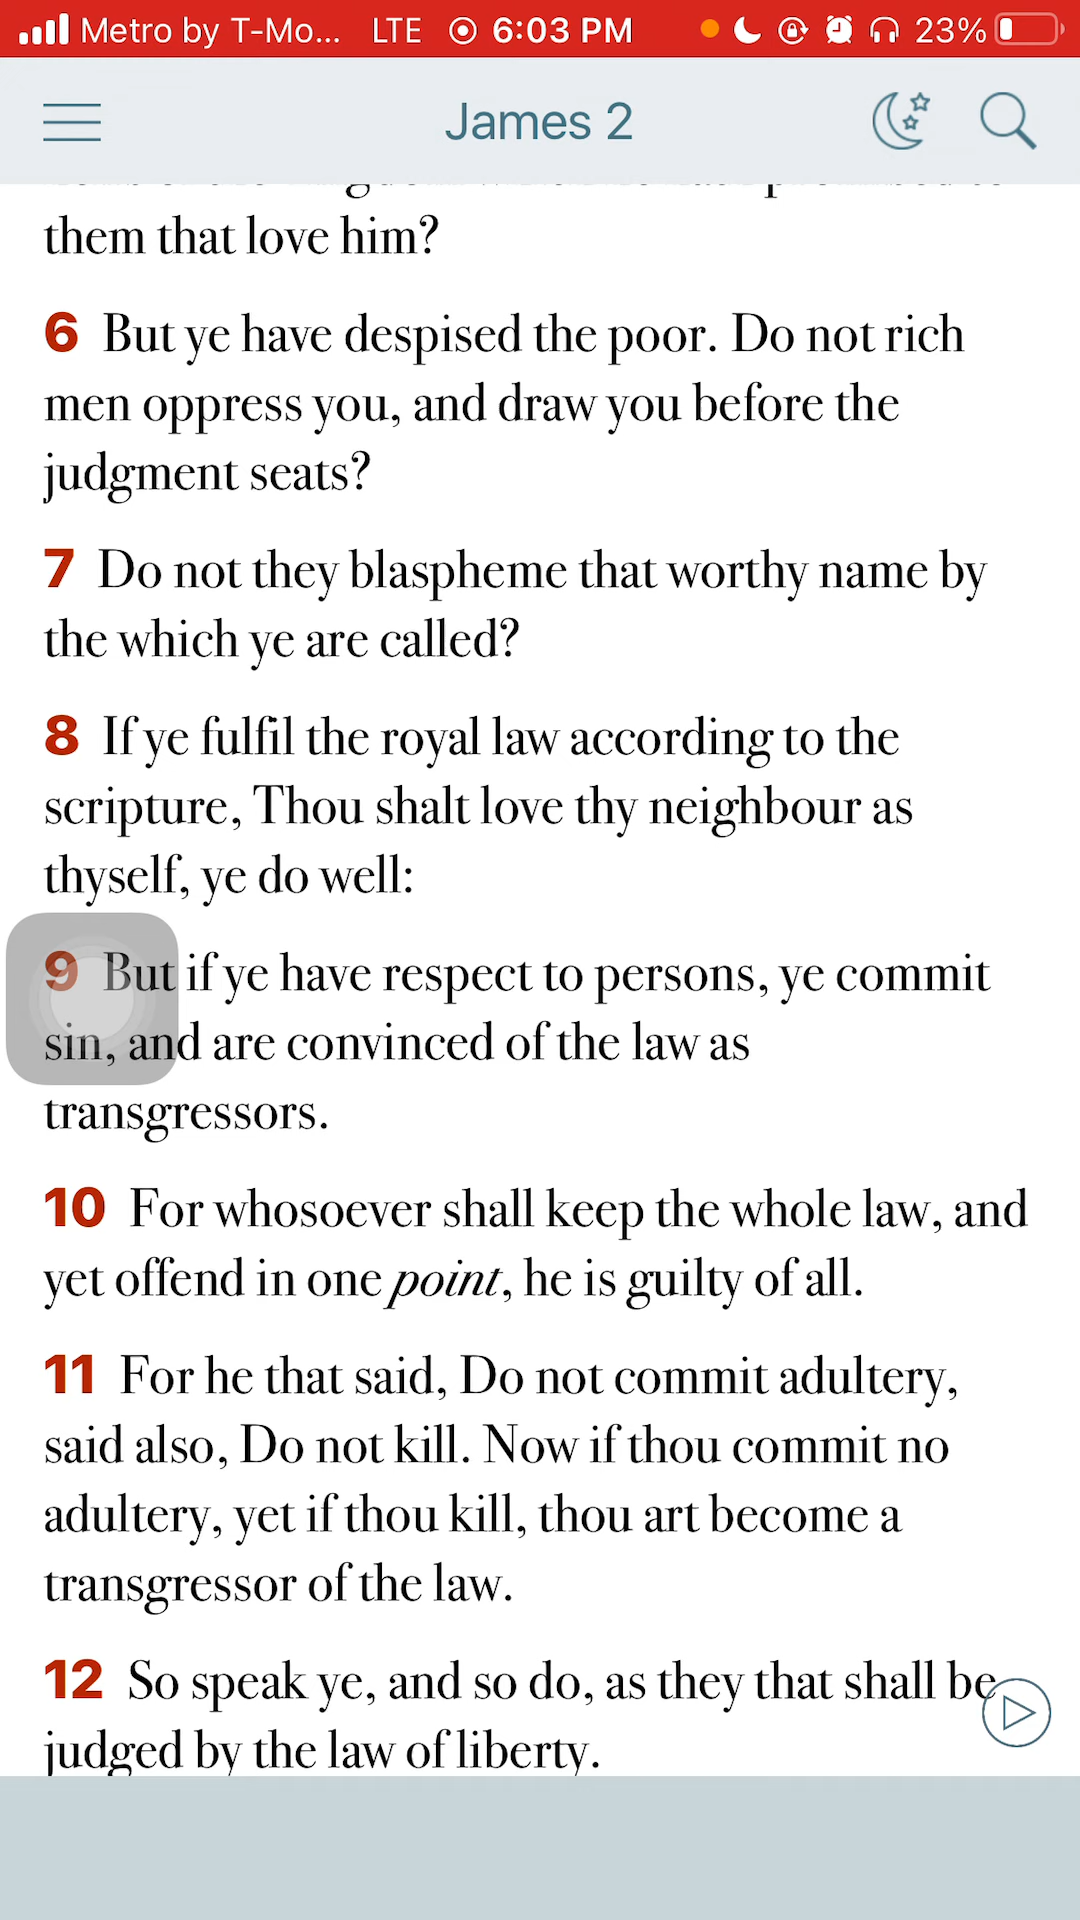 Metro by T-Mo... LTE 6:03 PM 23%
James 2
them that love him?
6 But ye have despised the poor. Do not rich
men oppress you, and draw you before the
judgment seats?
7 Do not they blaspheme that worthy name by
the which ye are called?
8 If ye fulfil the royal law according to the
scripture, Thou shalt love thy neighbour as
thyself, ye do well:
9 But if ye have respect to persons, ye commit
sin, and are convinced of the law as
transgressors.
10 For whosoever shall keep the whole law, and
yet offend in one point, he is guilty of all.
11 For he that said, Do not commit adultery,
said also, Do not kill. Now if thou commit no
adultery, yet if thou kill, thou art become a
transgressor of the law.
12 So speak ye, and so do, as they that shall be
judged by the law of liberty.